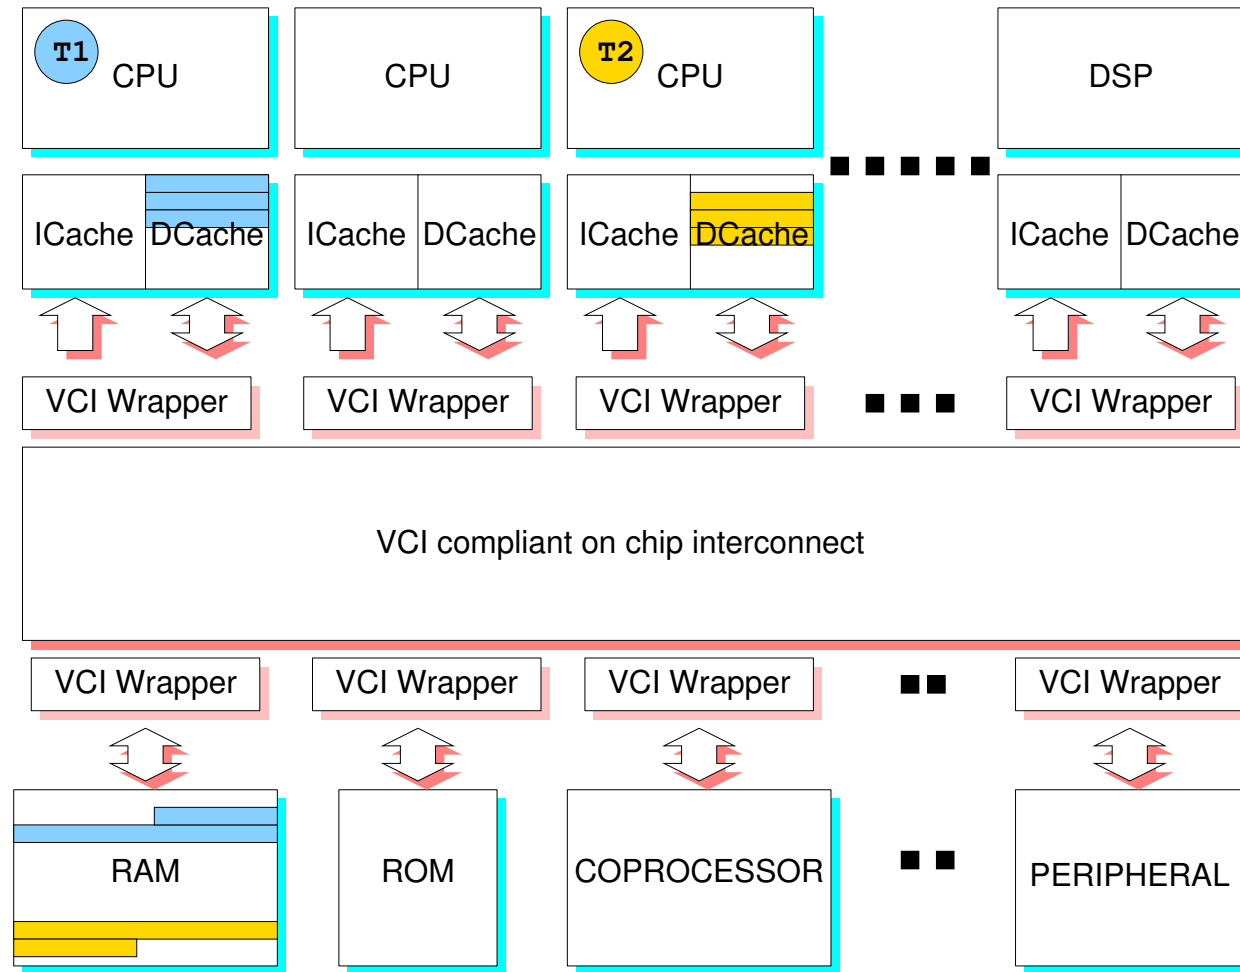 T1
CPU
CPU
T2
CPU
DSP
ICache
DCache
ICache
DCache
ICache
DCache
ICache
DCache
VCI Wrapper
VCI Wrapper
VCI Wrapper
VCI Wrapper
VCI compliant on chip interconnect
VCI Wrapper
VCI Wrapper
VCI Wrapper
VCI Wrapper
RAM
ROM
COPROCESSOR
PERIPHERAL